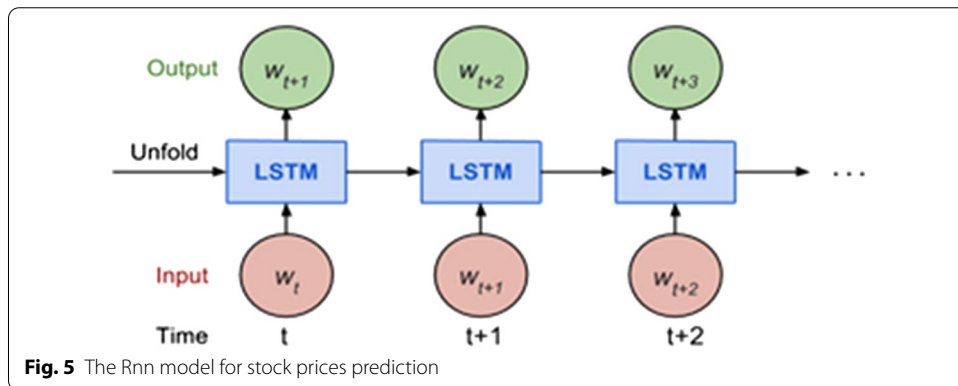 Output w_{t+1} w_{t+2} w_{t+3}
Unfold
LSTM LSTM LSTM ...
Input w_t w_{t+1} w_{t+2}
Time t t+1 t+2
Fig. 5 The Rnn model for stock prices prediction